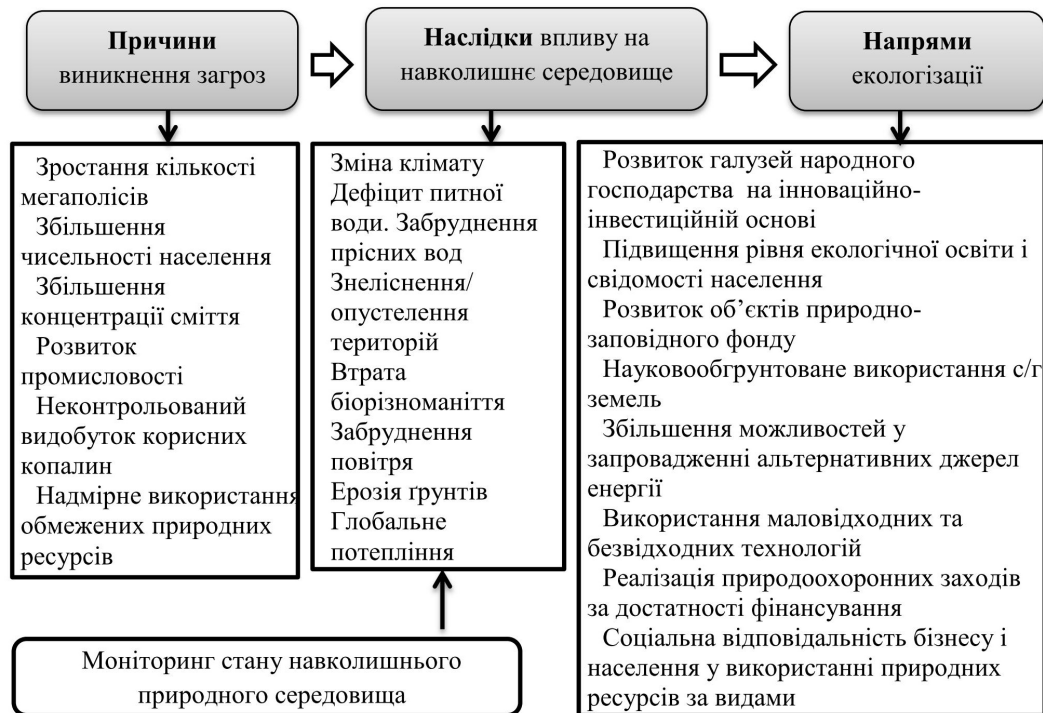 Причини
виникнення загроз
Наслідки впливу на
навколишнє середовище
Напрями
екологізації
Зростання кількості
мегаполісів
Збільшення
чисельності населення
Збільшення
концентрації сміття
Розвиток
промисловості
Неконтрольований
видобуток корисних
копалин
Надмірне використання
обмежених природних
ресурсів
Зміна клімату
Дефіцит питної
води. Забруднення
прісних вод
Знеліснення/
опустелення
територій
Втрата
біорізноманіття
Забруднення
повітря
Ерозія ґрунтів
Глобальне
потепління
Розвиток галузей народного
господарства на інноваційно-
інвестиційній основі
Підвищення рівня екологічної освіти і
свідомості населення
Розвиток об’єктів природно-
заповідного фонду
Науковообгрунтоване використання с/г
земель
Збільшення можливостей у
запровадженні альтернативних джерел
енергії
Використання маловідходних та
безвідходних технологій
Реалізація природоохоронних заходів
за достатності фінансування
Соціальна відповідальність бізнесу і
населення у використанні природних
ресурсів за видами
Моніторинг стану навколишнього
природного середовища